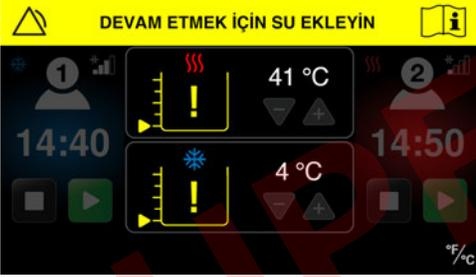 DEVAM ETMEK İÇİN SU EKLEYİN
1
41 °C
2
14:40
14:50
4 °C
°F/°C